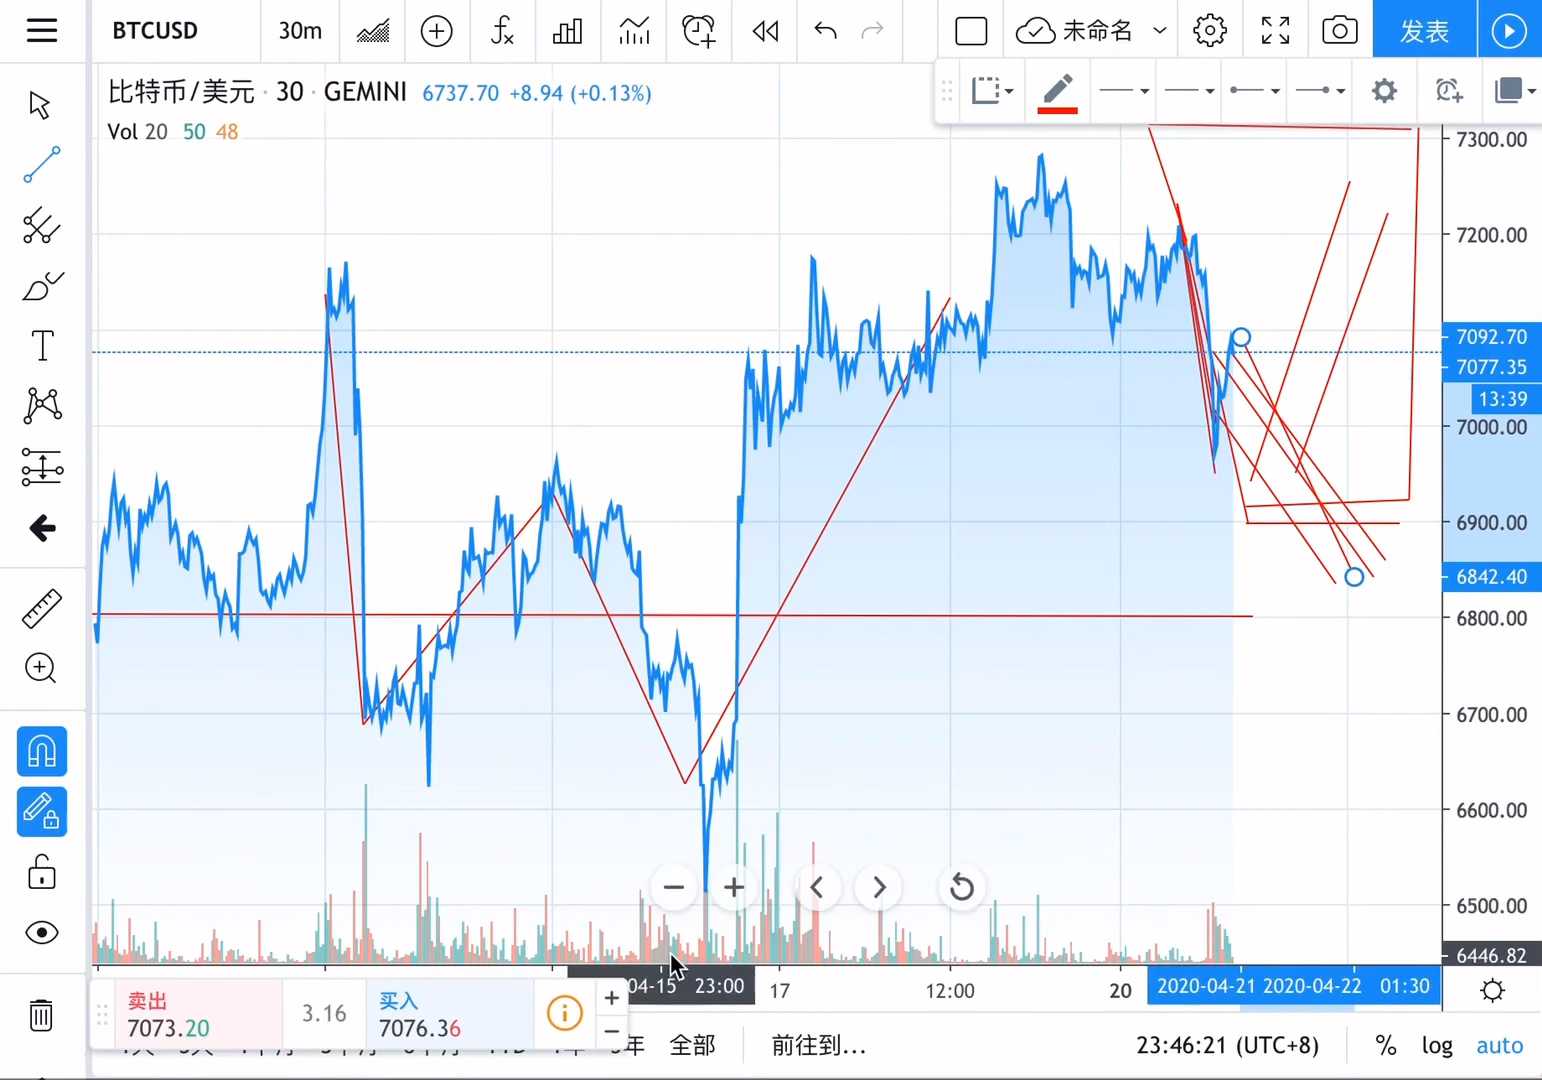 BTCUSD 30m 未命名 发表
比特币/美元 · 30 · GEMINI 6737.70 +8.94 (+0.13%)
Vol 20 50 48
7300.00
7200.00
7092.70
7077.35
13:39
7000.00
6900.00
6842.40
6800.00
6700.00
6600.00
6500.00
6446.82
04-15 23:00 17 12:00 20 2020-04-21 2020-04-22 01:30
卖出
7073.20
3.16
买入
7076.36
年 全部 前往到... 23:46:21 (UTC+8) % log auto